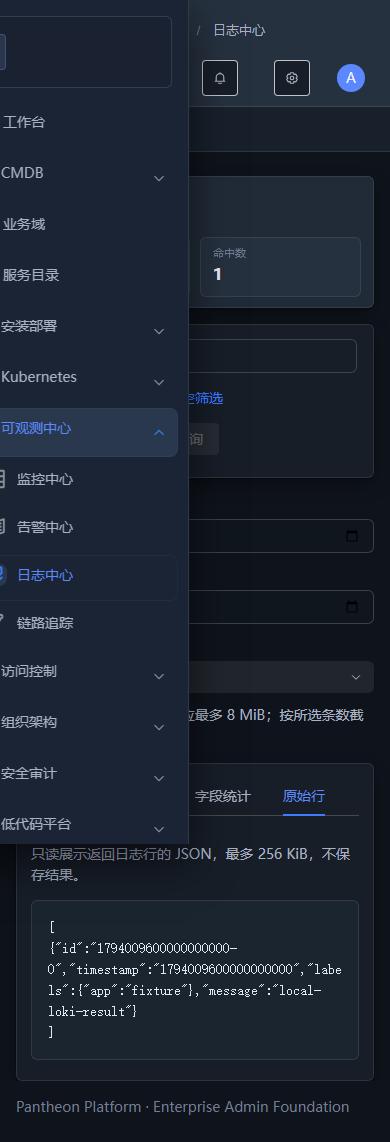 / 日志中心
A
工作台
CMDB
业务域
服务目录
安装部署
Kubernetes
可观测中心
监控中心
告警中心
日志中心
链路追踪
访问控制
组织架构
安全审计
低代码平台
命中数
1
筛选
询
最多 8 MiB；按所选条数截
字段统计
原始行
只读展示返回日志行的 JSON，最多 256 KiB，不保
存结果。
[
{"id":"1794009600000000000-
0","timestamp":"1794009600000000000","labe
ls":{"app":"fixture"},"message":"local-
loki-result"}
]
Pantheon Platform · Enterprise Admin Foundation